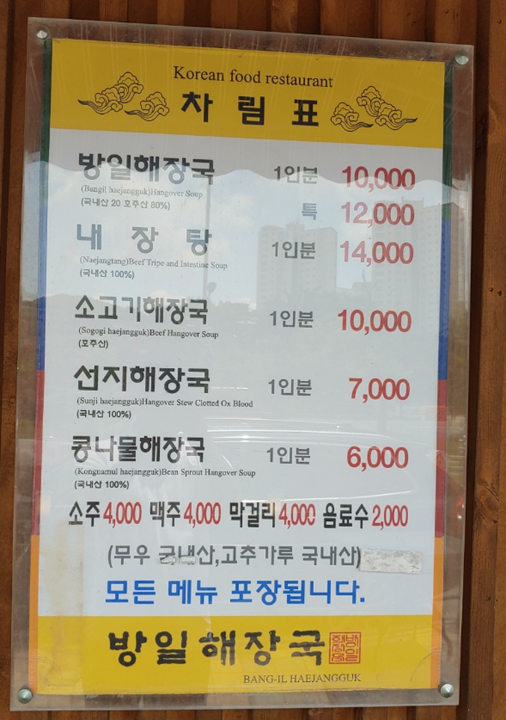 Korean food restaurant
차림표
방일해장국 1인분 10,000
(Bangil haejangguk)Hangover Soup
(국내산 20 호주산 80%)
특 12,000
내장탕 1인분 14,000
(Naejangtang)Beef Tripe and Intestine Soup
(국내산 100%)
소고기해장국 1인분 10,000
(Sogogi haejangguk)Beef Hangover Soup
(호주산)
선지해장국 1인분 7,000
(Sunji haejangguk)Hangover Stew Clotted Ox Blood
(국내산 100%)
콩나물해장국 1인분 6,000
(Kongnamul haejangguk)Bean Sprout Hangover Soup
(국내산 100%)
소주 4,000 맥주 4,000 막걸리 4,000 음료수 2,000
(무우 국내산,고추가루 국내산)
모든 메뉴 포장됩니다.
방일해장국
BANG-IL HAEJANGGUK